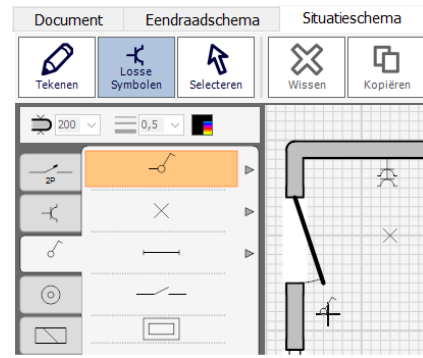 Document Eendraadschema Situatieschema
Tekenen Losse Symbolen Selecteren Wissen Kopiëren
200 0,5
2P